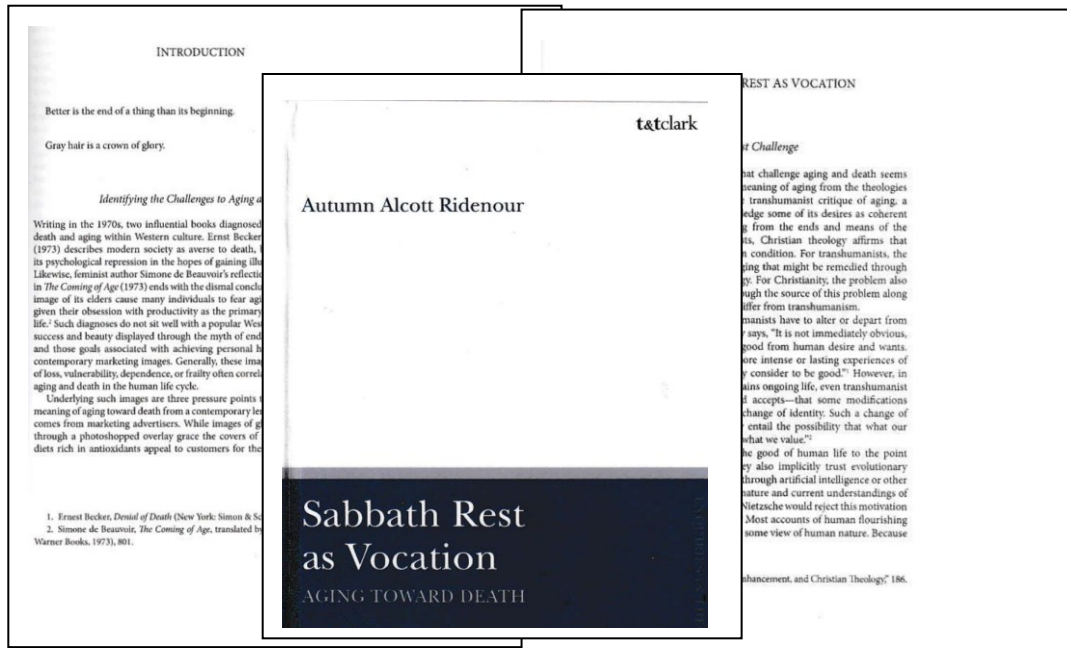 INTRODUCTION
Better is the end of a thing than its beginning.
Gray hair is a crown of glory.
Identifying the Challenges to Aging a
Writing in the 1970s, two influential books diagnosed
death and aging within Western culture. Ernst Becker
(1973) describes modern society as averse to death,
its psychological repression in the hopes of gaining illu
Likewise, feminist author Simone de Beauvoir's reflectio
in The Coming of Age (1973) ends with the dismal conclu
image of its elders cause many individuals to fear agi
given their obsession with productivity as the primary
life.² Such diagnoses do not sit well with a popular Wes
success and beauty displayed through the myth of end
and those goals associated with achieving personal h
contemporary marketing images. Generally, these ima
of loss, vulnerability, dependence, or frailty often correla
aging and death in the human life cycle.
Underlying such images are three pressure points
meaning of aging toward death from a contemporary le
comes from marketing advertisers. While images of g
through a photoshopped overlay grace the covers of
diets rich in antioxidants appeal to customers for the
1. Ernest Becker, Denial of Death (New York: Simon & Sc
2. Simone de Beauvoir, The Coming of Age, translated by
Warner Books, 1973), 801.
t&tclark
Autumn Alcott Ridenour
Sabbath Rest
as Vocation
AGING TOWARD DEATH
REST AS VOCATION
st Challenge
hat challenge aging and death seems
meaning of aging from the theologies
transhumanist critique of aging, a
edge some of its desires as coherent
g from the ends and means of the
ts, Christian theology affirms that
n condition. For transhumanists, the
ging that might be remedied through
gy. For Christianity, the problem also
ough the source of this problem along
differ from transhumanism.
manists have to alter or depart from
says, "It is not immediately obvious,
good from human desire and wants.
ore intense or lasting experiences of
y consider to be good."¹ However, in
ains ongoing life, even transhumanist
d accepts—that some modifications
change of identity. Such a change of
entail the possibility that what our
what we value."²
he good of human life to the point
ey also implicitly trust evolutionary
through artificial intelligence or other
nature and current understandings of
Nietzsche would reject this motivation
Most accounts of human flourishing
some view of human nature. Because
nhancement, and Christian Theology," 186.